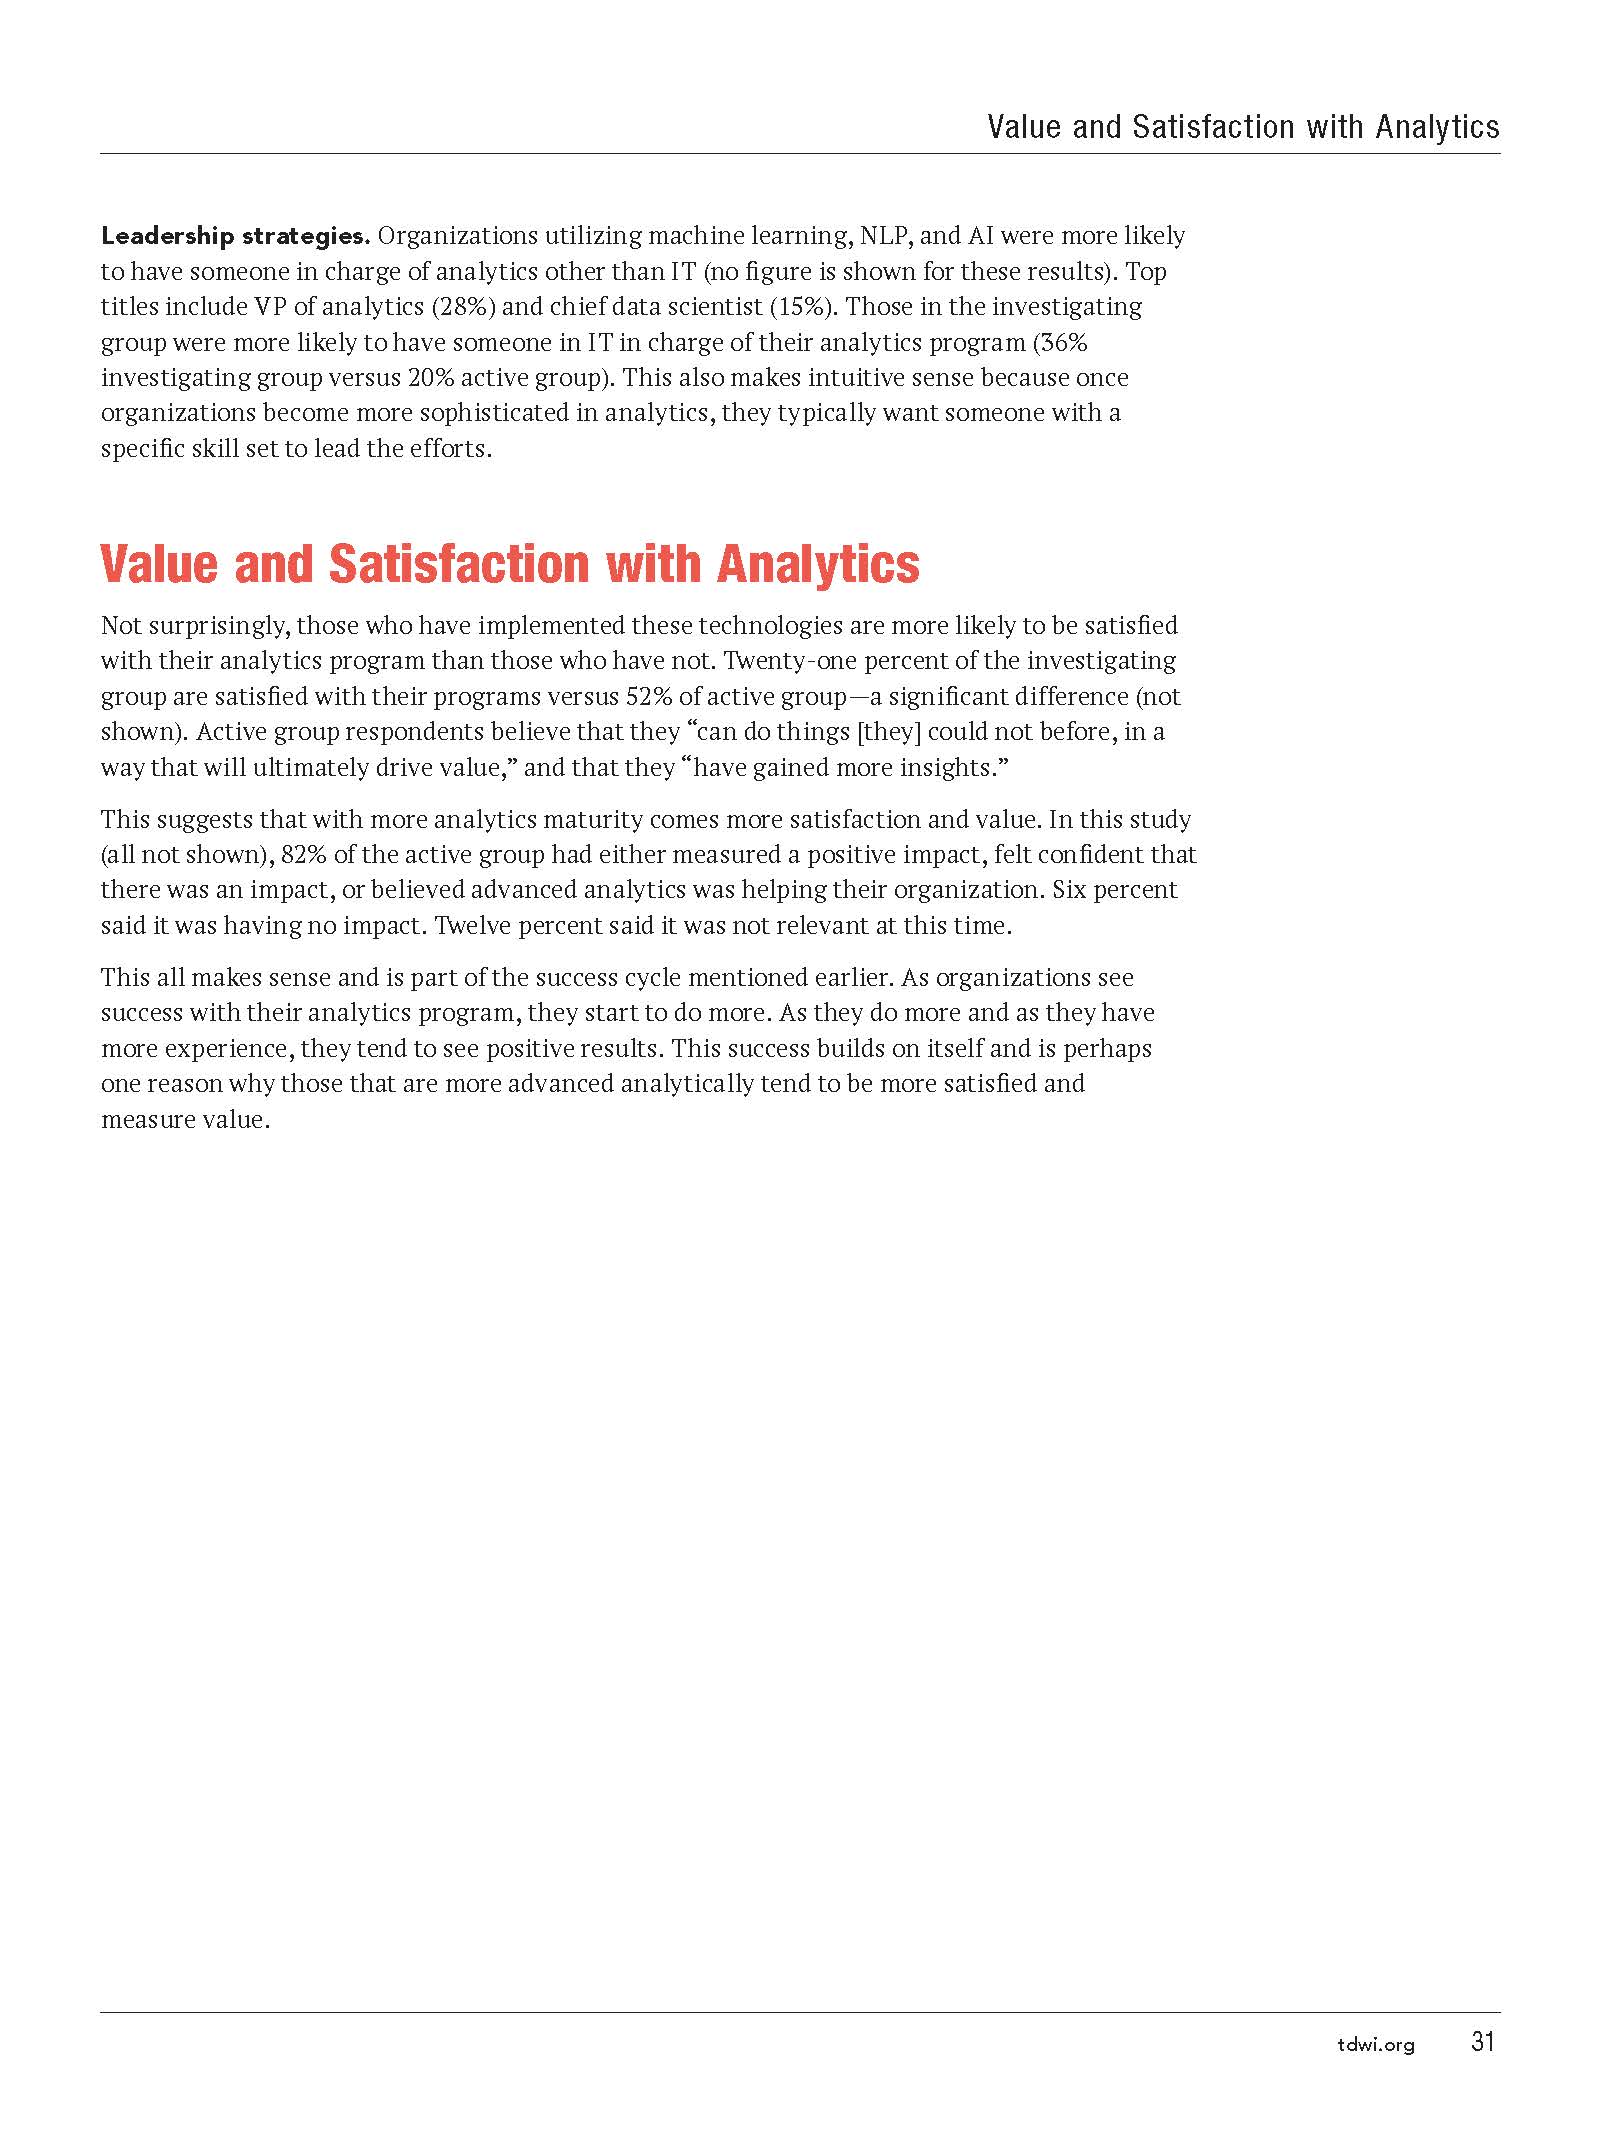 Value and Satisfaction with Analytics
Leadership strategies. Organizations utilizing machine learning, NLP, and AI were more likely
to have someone in charge of analytics other than IT (no figure is shown for these results). Top
titles include VP of analytics (28%) and chief data scientist (15%). Those in the investigating
group were more likely to have someone in IT in charge of their analytics program (36%
investigating group versus 20% active group). This also makes intuitive sense because once
organizations become more sophisticated in analytics, they typically want someone with a
specific skill set to lead the efforts.
Value and Satisfaction with Analytics
Not surprisingly, those who have implemented these technologies are more likely to be satisfied
with their analytics program than those who have not. Twenty-one percent of the investigating
group are satisfied with their programs versus 52% of active group—a significant difference (not
shown). Active group respondents believe that they “can do things [they] could not before, in a
way that will ultimately drive value,” and that they “have gained more insights.”
This suggests that with more analytics maturity comes more satisfaction and value. In this study
(all not shown), 82% of the active group had either measured a positive impact, felt confident that
there was an impact, or believed advanced analytics was helping their organization. Six percent
said it was having no impact. Twelve percent said it was not relevant at this time.
This all makes sense and is part of the success cycle mentioned earlier. As organizations see
success with their analytics program, they start to do more. As they do more and as they have
more experience, they tend to see positive results. This success builds on itself and is perhaps
one reason why those that are more advanced analytically tend to be more satisfied and
measure value.
tdwi.org 31